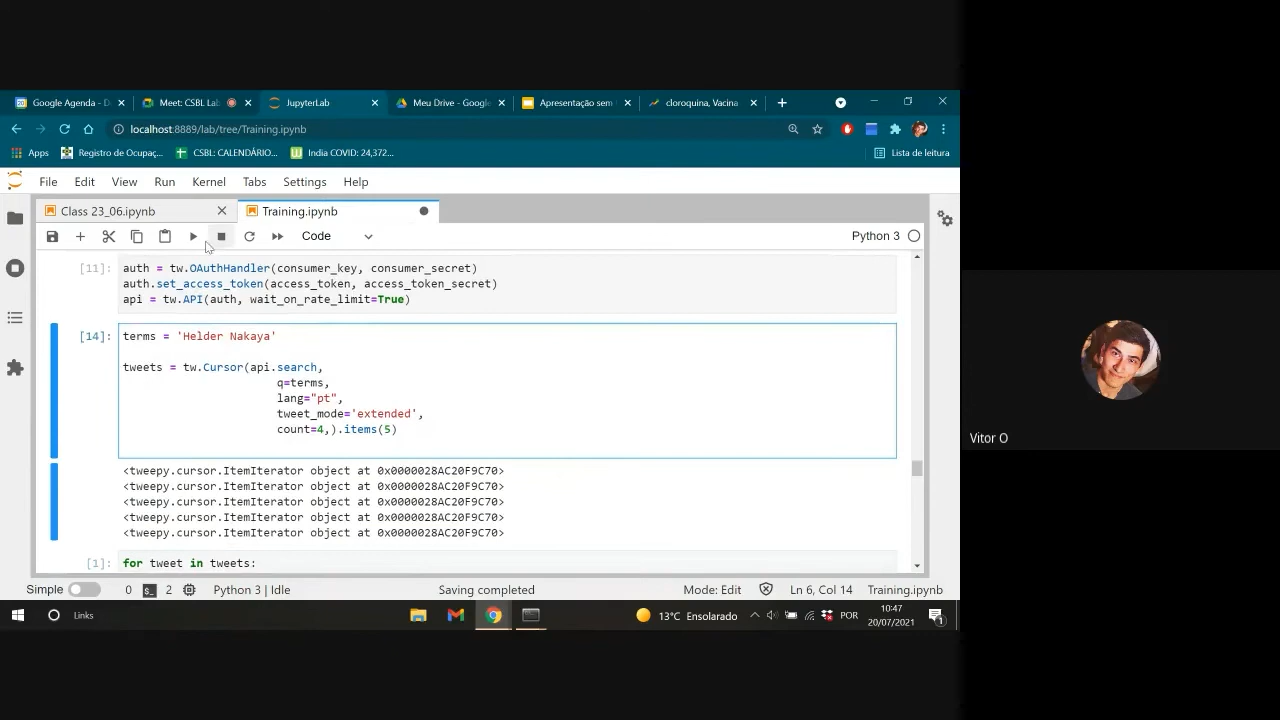 Google Agenda - D
Meet: CSBL Lab
JupyterLab
Meu Drive - Google
Apresentação sem
cloroquina, Vacina
localhost:8889/lab/tree/Training.ipynb
Apps
Registro de Ocupaç...
CSBL: CALENDÁRIO...
India COVID: 24,372...
Lista de leitura
File Edit View Run Kernel Tabs Settings Help
Class 23_06.ipynb
Training.ipynb
Code
Python 3
[11]: auth = tw.OAuthHandler(consumer_key, consumer_secret)
auth.set_access_token(access_token, access_token_secret)
api = tw.API(auth, wait_on_rate_limit=True)
[14]: terms = 'Helder Nakaya'
tweets = tw.Cursor(api.search,
q=terms,
lang="pt",
tweet_mode='extended',
count=4,).items(5)
<tweepy.cursor.ItemIterator object at 0x0000028AC20F9C70>
<tweepy.cursor.ItemIterator object at 0x0000028AC20F9C70>
<tweepy.cursor.ItemIterator object at 0x0000028AC20F9C70>
<tweepy.cursor.ItemIterator object at 0x0000028AC20F9C70>
<tweepy.cursor.ItemIterator object at 0x0000028AC20F9C70>
[1]: for tweet in tweets:
Simple 0 2 Python 3 | Idle Saving completed Mode: Edit Ln 6, Col 14 Training.ipynb
Links
13°C Ensolarado
POR
10:47
20/07/2021
Vitor O